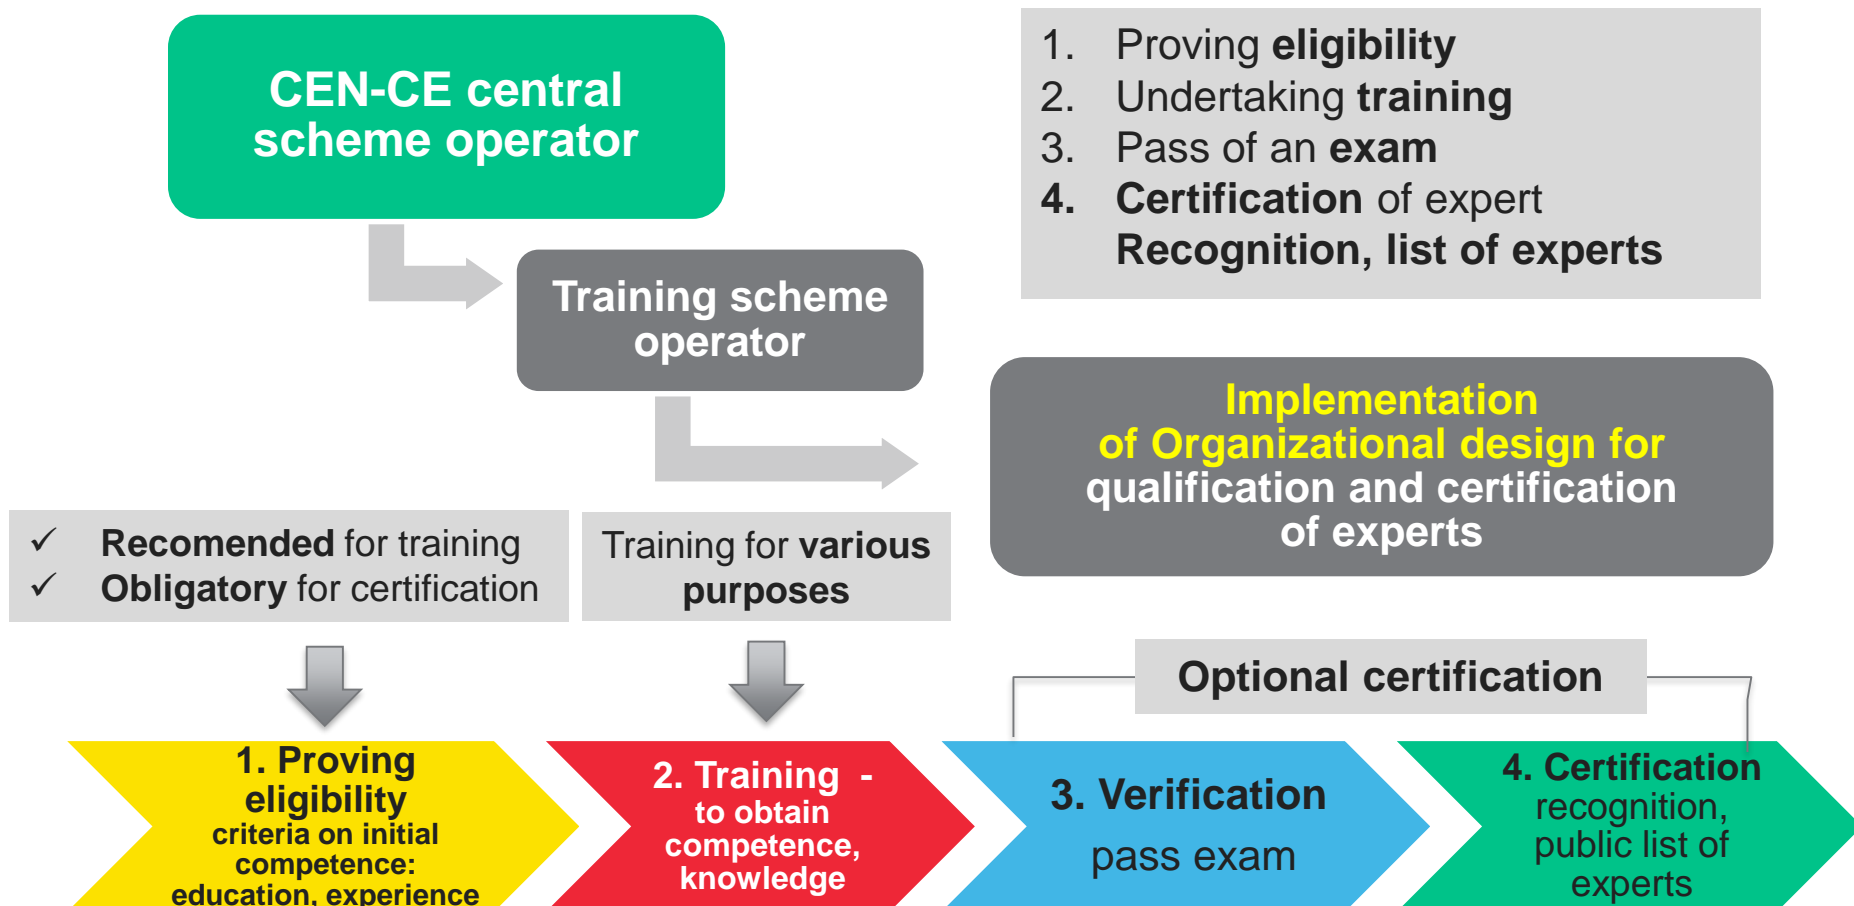 CEN-CE central
scheme operator
1. Proving eligibility
2. Undertaking training
3. Pass of an exam
4. Certification of expert
Recognition, list of experts
Training scheme
operator
Implementation
of Organizational design for
qualification and certification
of experts
✓ Recomended for training
✓ Obligatory for certification
Training for various
purposes
Optional certification
1. Proving
eligibility
criteria on initial
competence:
education, experience
2. Training -
to obtain
competence,
knowledge
3. Verification
pass exam
4. Certification
recognition,
public list of
experts